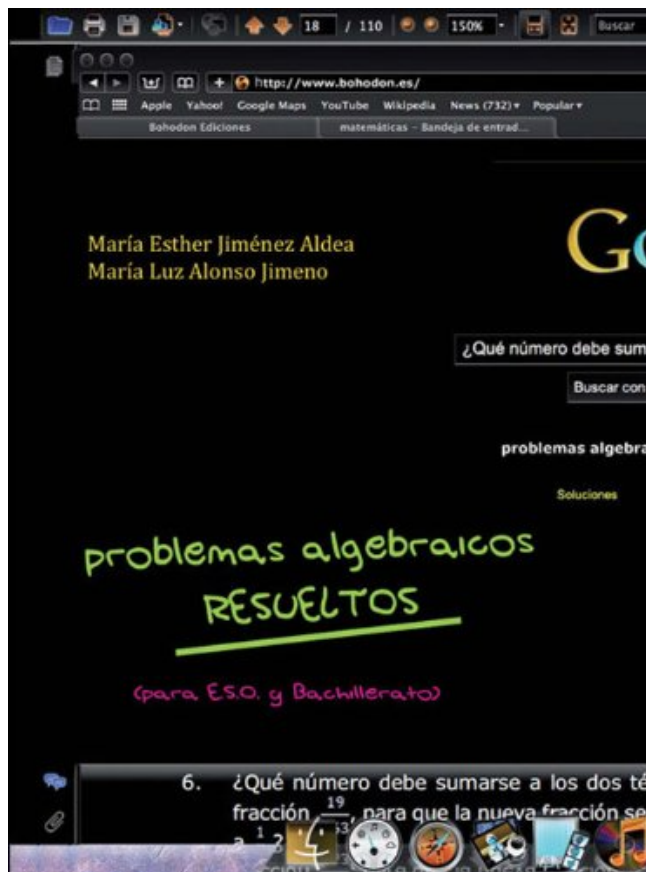 18 / 110 150% Buscar
http://www.bohodon.es/
Apple Yahoo! Google Maps YouTube Wikipedia News (732) Popular
Bohodon Ediciones matemáticas - Bandeja de entrad...
María Esther Jiménez Aldea
María Luz Alonso Jimeno
Go
¿Qué número debe sum
Buscar con
problemas algebra
Soluciones
problemas algebraicos
RESUELTOS
(para E.S.O. y Bachillerato)
6. ¿Qué número debe sumarse a los dos té
fracción 19/53, para que la nueva fracción se
a 1